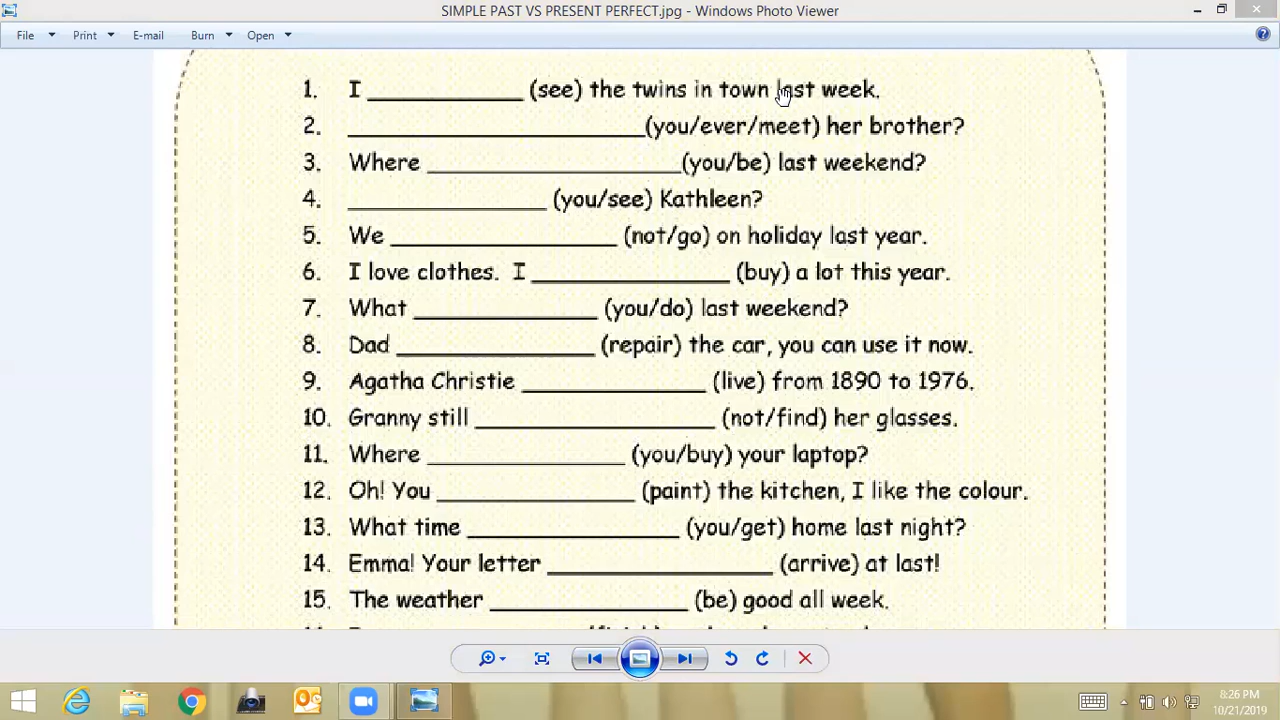 SIMPLE PAST VS PRESENT PERFECT.jpg - Windows Photo Viewer
File Print E-mail Burn Open
1. I ____________ (see) the twins in town last week.
2. _______________________(you/ever/meet) her brother?
3. Where ____________________(you/be) last weekend?
4. _______________ (you/see) Kathleen?
5. We __________________ (not/go) on holiday last year.
6. I love clothes. I _______________ (buy) a lot this year.
7. What ______________ (you/do) last weekend?
8. Dad _______________ (repair) the car, you can use it now.
9. Agatha Christie ______________ (live) from 1890 to 1976.
10. Granny still ___________________ (not/find) her glasses.
11. Where _______________ (you/buy) your laptop?
12. Oh! You _______________ (paint) the kitchen, I like the colour.
13. What time ________________ (you/get) home last night?
14. Emma! Your letter _________________ (arrive) at last!
15. The weather _______________ (be) good all week.
8:26 PM
10/21/2019